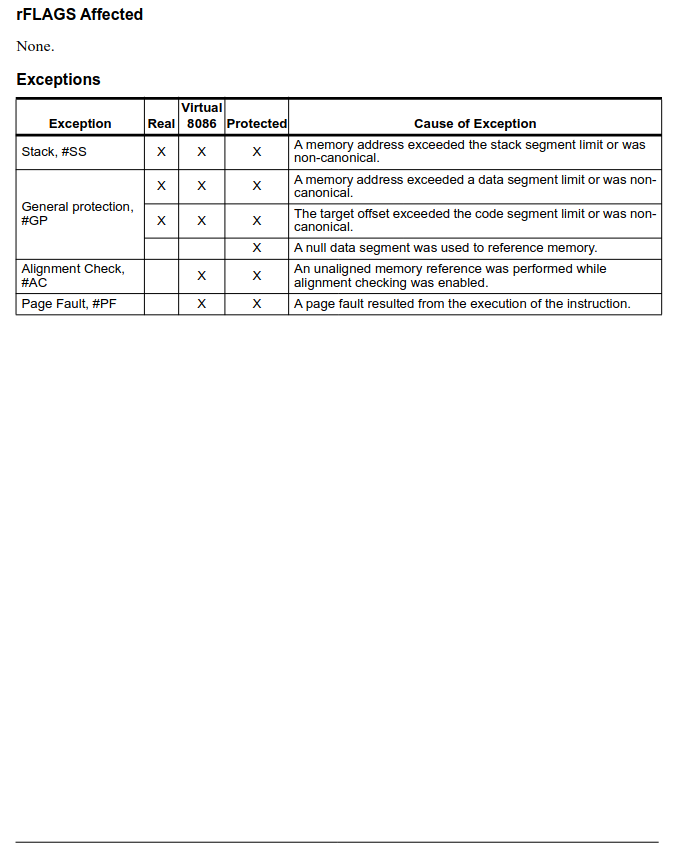 rFLAGS Affected
None.
Exceptions
Virtual
Exception Real 8086 Protected Cause of Exception
Stack, #SS X X X A memory address exceeded the stack segment limit or was
non-canonical.
General protection,
#GP
X X X A memory address exceeded a data segment limit or was non-
canonical.
X X X The target offset exceeded the code segment limit or was non-
canonical.
X A null data segment was used to reference memory.
Alignment Check,
#AC
X X An unaligned memory reference was performed while
alignment checking was enabled.
Page Fault, #PF X X A page fault resulted from the execution of the instruction.